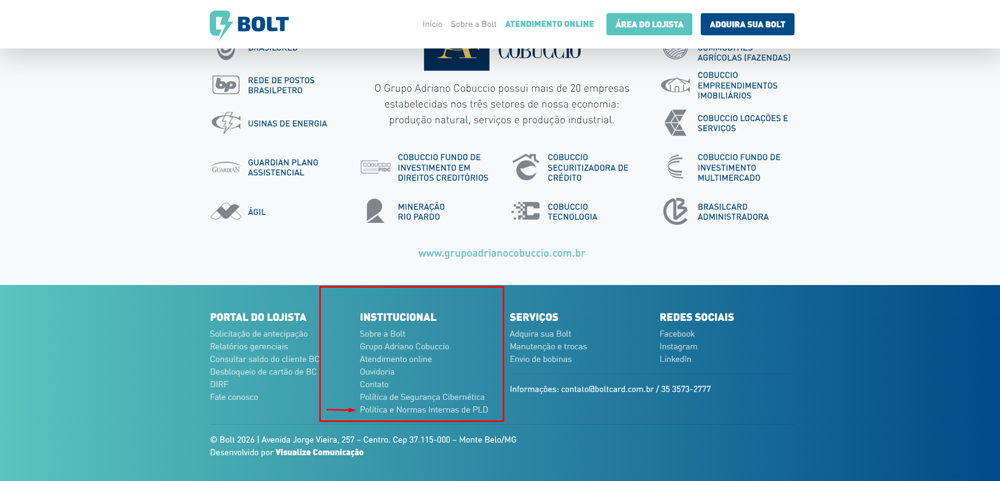 BOLT
Início
Sobre a Bolt
ATENDIMENTO ONLINE
ÁREA DO LOJISTA
ADQUIRA SUA BOLT
BRASILCRED
COBUCCIO
COMMODITIES
AGRÍCOLAS (FAZENDAS)
bp
REDE DE POSTOS
BRASILPETRO
O Grupo Adriano Cobuccio possui mais de 20 empresas
estabelecidas nos três setores de nossa economia:
produção natural, serviços e produção industrial.
COBUCCIO
EMPREENDIMENTOS
IMOBILIÁRIOS
USINAS DE ENERGIA
COBUCCIO LOCAÇÕES E
SERVIÇOS
GUARDIAN
GUARDIAN PLANO
ASSISTENCIAL
COBUCCIO
FIDC
COBUCCIO FUNDO DE
INVESTIMENTO EM
DIREITOS CREDITÓRIOS
COBUCCIO
SECURITIZADORA DE
CRÉDITO
COBUCCIO FUNDO DE
INVESTIMENTO
MULTIMERCADO
ÁGIL
MINERAÇÃO
RIO PARDO
COBUCCIO
TECNOLOGIA
BRASILCARD
ADMINISTRADORA
www.grupoadrianocobuccio.com.br
PORTAL DO LOJISTA
Solicitação de antecipação
Relatórios gerenciais
Consultar saldo do cliente BC
Desbloqueio de cartão de BC
DIRF
Fale conosco
INSTITUCIONAL
Sobre a Bolt
Grupo Adriano Cobuccio
Atendimento online
Ouvidoria
Contato
Política de Segurança Cibernética
Política e Normas Internas de PLD
SERVIÇOS
Adquira sua Bolt
Manutenção e trocas
Envio de bobinas
REDES SOCIAIS
Facebook
Instagram
LinkedIn
Informações: contato@boltcard.com.br / 35 3573-2777
© Bolt 2026 | Avenida Jorge Vieira, 257 – Centro. Cep 37.115-000 – Monte Belo/MG
Desenvolvido por Visualize Comunicação